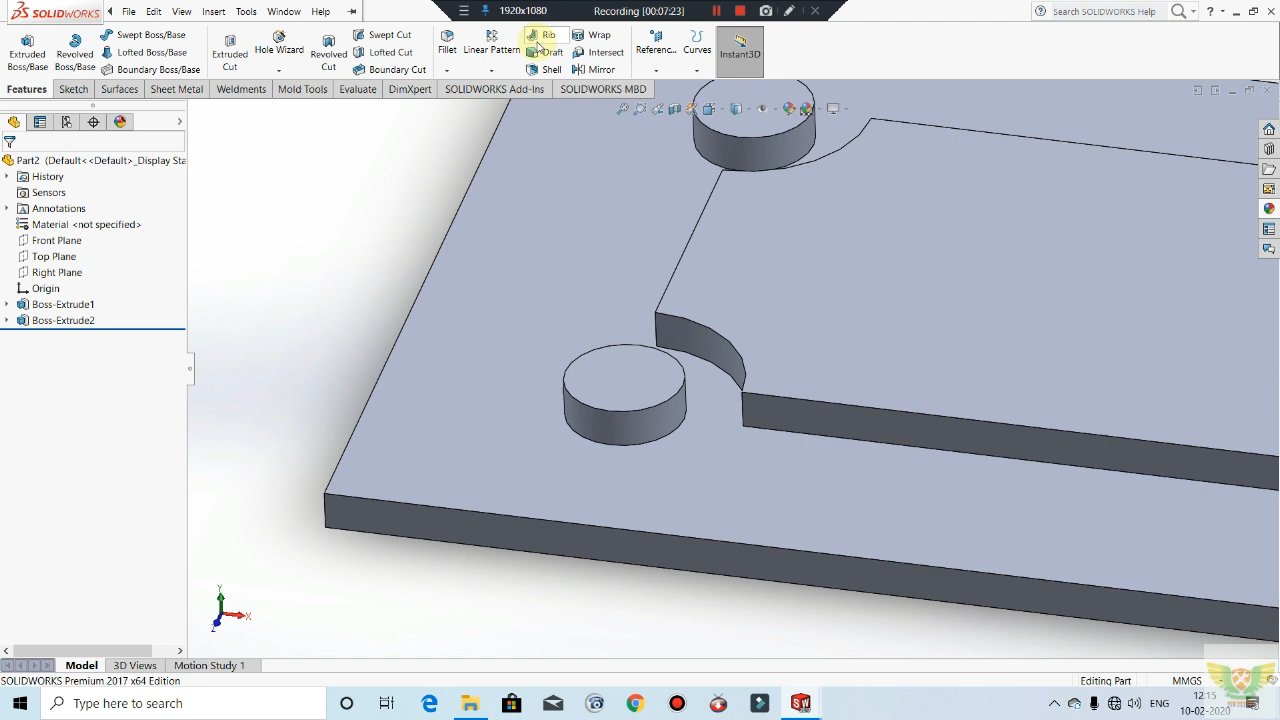 SOLIDWORKS File Edit View Insert Tools Window Help 1920x1080 Recording [00:07:23] Search SOLIDWORKS Help ?
Extruded Boss/Base
Revolved Boss/Base
Swept Boss/Base
Lofted Boss/Base
Boundary Boss/Base
Extruded Cut
Hole Wizard
Revolved Cut
Swept Cut
Lofted Cut
Boundary Cut
Fillet
Linear Pattern
Rib
Draft
Shell
Wrap
Intersect
Mirror
Referenc...
Curves
Instant3D
Features Sketch Surfaces Sheet Metal Weldments Mold Tools Evaluate DimXpert SOLIDWORKS Add-Ins SOLIDWORKS MBD
Part2 (Default<<Default>_Display Sta
History
Sensors
Annotations
Material <not specified>
Front Plane
Top Plane
Right Plane
Origin
Boss-Extrude1
Boss-Extrude2
Y
X
Z
Model 3D Views Motion Study 1
SOLIDWORKS Premium 2017 x64 Edition Editing Part MMGS
Type here to search
ENG
12:15
10-02-2020